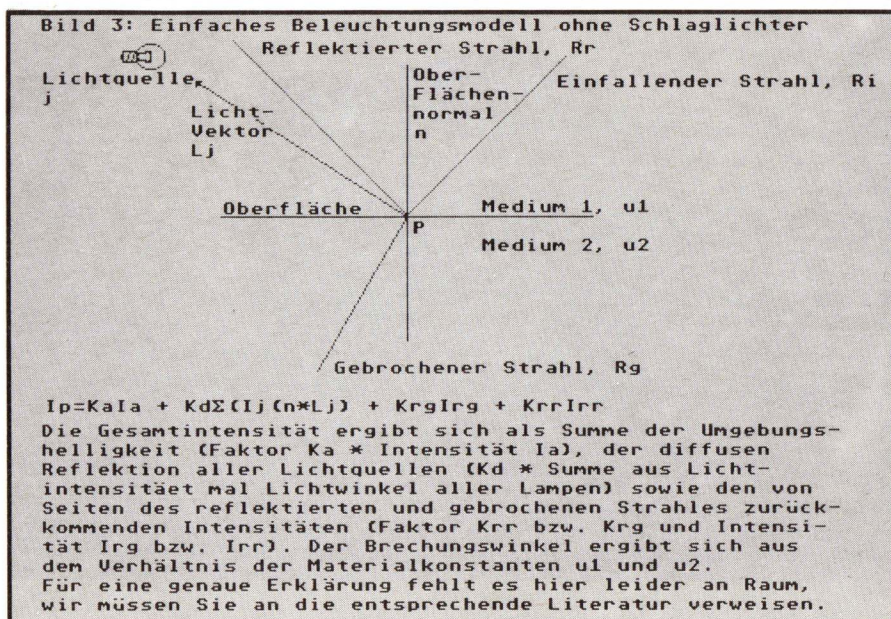 Bild 3: Einfaches Beleuchtungsmodell ohne Schlaglichter
Reflektierter Strahl, Rr
Lichtquelle,
j
Ober-
Flächen-
normal
n
Einfallender Strahl, Ri
Licht-
Vektor
Lj
Oberfläche
Medium 1, u1
P
Medium 2, u2
Gebrochener Strahl, Rg
Ip=KaIa + KdΣ(Ij(n*Lj) + KrgIrg + KrrIrr
Die Gesamtintensität ergibt sich als Summe der Umgebungs-
helligkeit (Faktor Ka * Intensität Ia), der diffusen
Reflektion aller Lichtquellen (Kd * Summe aus Licht-
intensitäet mal Lichtwinkel aller Lampen) sowie den von
Seiten des reflektierten und gebrochenen Strahles zurück-
kommenden Intensitäten (Faktor Krr bzw. Krg und Intensi-
tät Irg bzw. Irr). Der Brechungswinkel ergibt sich aus
dem Verhältnis der Materialkonstanten u1 und u2.
Für eine genaue Erklärung fehlt es hier leider an Raum,
wir müssen Sie an die entsprechende Literatur verweisen.